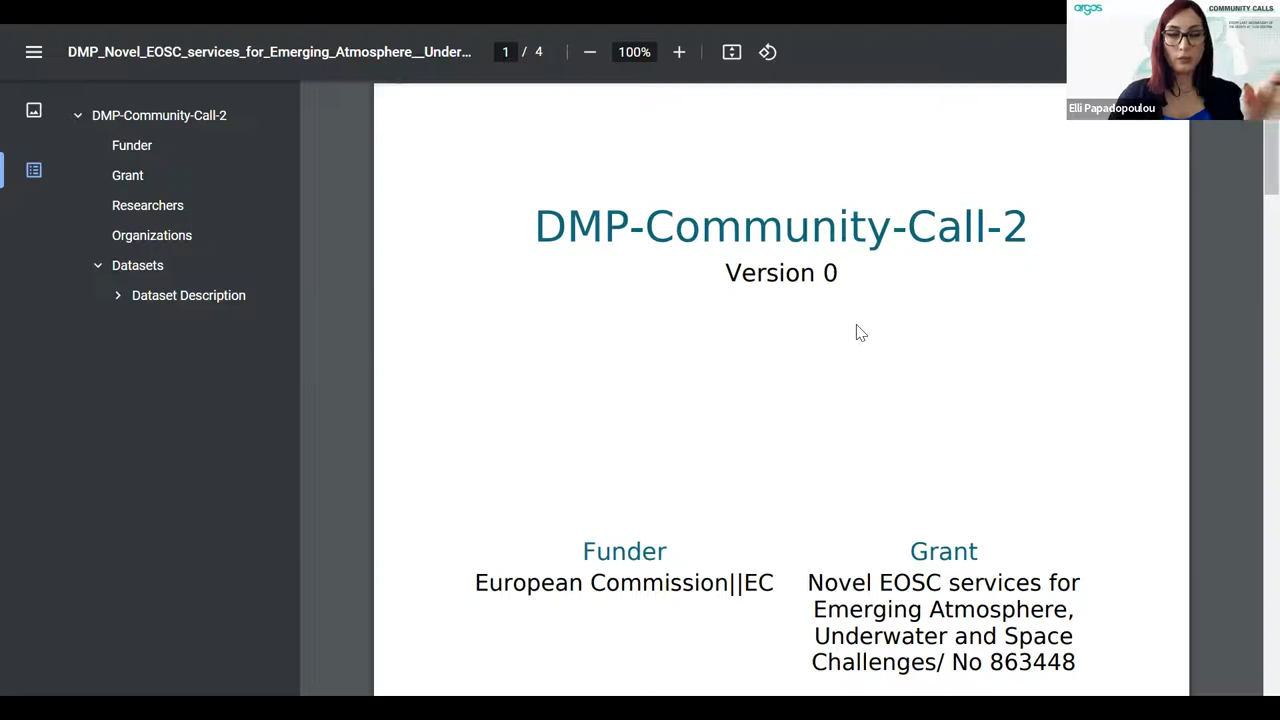 DMP_Novel_EOSC_services_for_Emerging_Atmosphere__Under...
1 / 4
100%
argos
COMMUNITY CALLS
Elli Papadopoulou
DMP-Community-Call-2
Funder
Grant
Researchers
Organizations
Datasets
Dataset Description
DMP-Community-Call-2
Version 0
Funder
European Commission||EC
Grant
Novel EOSC services for
Emerging Atmosphere,
Underwater and Space
Challenges/ No 863448